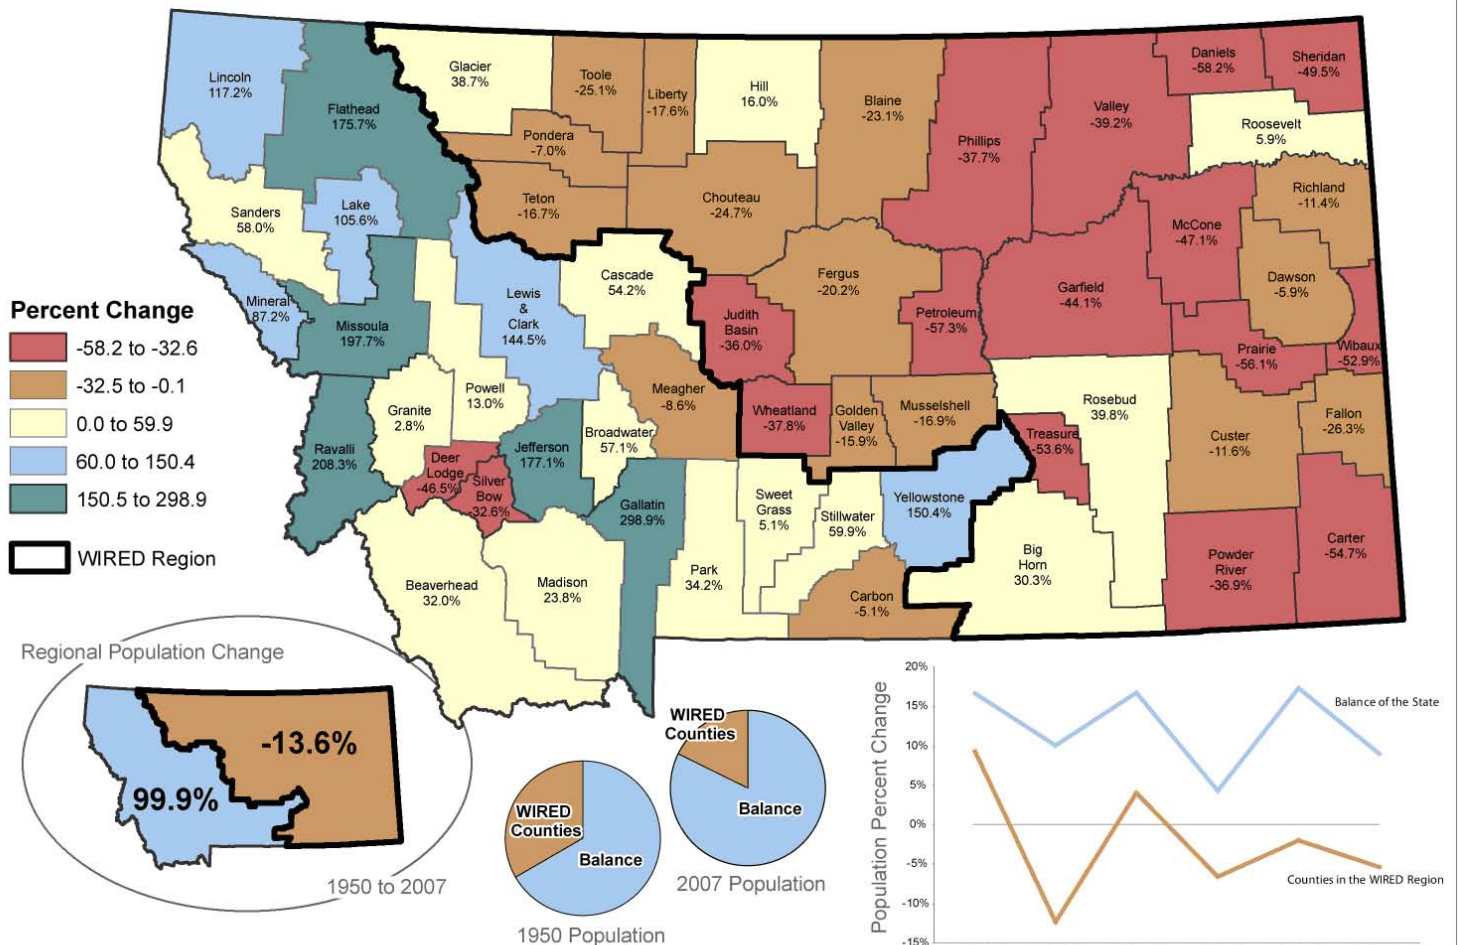 Lincoln
117.2%
Flathead
175.7%
Glacier
38.7%
Toole
-25.1%
Liberty
-17.6%
Hill
16.0%
Blaine
-23.1%
Phillips
-37.7%
Valley
-39.2%
Daniels
-58.2%
Sheridan
-49.5%
Roosevelt
5.9%
Pondera
-7.0%
Teton
-16.7%
Chouteau
-24.7%
Richland
-11.4%
McCone
-47.1%
Sanders
58.0%
Lake
105.6%
Mineral
87.2%
Missoula
197.7%
Lewis
&
Clark
144.5%
Cascade
54.2%
Judith
Basin
-36.0%
Fergus
-20.2%
Petroleum
-57.3%
Garfield
-44.1%
Dawson
-5.9%
Prairie
-56.1%
Wibaux
-52.9%
Powell
13.0%
Granite
2.8%
Meagher
-8.6%
Wheatland
-37.8%
Golden
Valley
-15.9%
Musselshell
-16.9%
Rosebud
39.8%
Treasure
-53.6%
Custer
-11.6%
Fallon
-26.3%
Ravalli
208.3%
Deer
Lodge
-46.5%
Silver
Bow
-32.6%
Jefferson
177.1%
Broadwater
57.1%
Gallatin
298.9%
Park
34.2%
Sweet
Grass
5.1%
Stillwater
59.9%
Yellowstone
150.4%
Carbon
-5.1%
Big
Horn
30.3%
Powder
River
-36.9%
Carter
-54.7%
Beaverhead
32.0%
Madison
23.8%
Percent Change
-58.2 to -32.6
-32.5 to -0.1
0.0 to 59.9
60.0 to 150.4
150.5 to 298.9
WIRED Region
Regional Population Change
-13.6%
99.9%
1950 to 2007
WIRED
Counties
Balance
1950 Population
WIRED
Counties
Balance
2007 Population
Population Percent Change
20%
15%
10%
5%
0%
-5%
-10%
-15%
Balance of the State
Counties in the WIRED Region